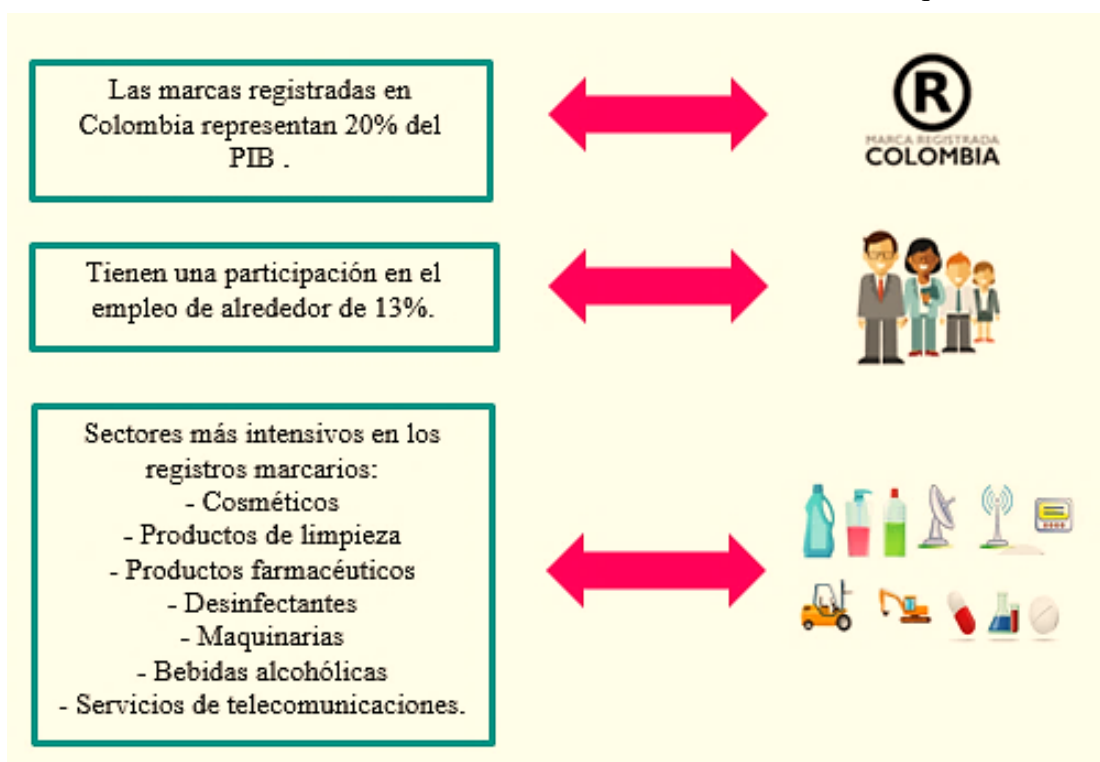 Las marcas registradas en
Colombia representan 20% del
PIB .
®
MARCA REGISTRADA
COLOMBIA
Tienen una participación en el
empleo de alrededor de 13%.
Sectores más intensivos en los
registros marcarios:
- Cosméticos
- Productos de limpieza
- Productos farmacéuticos
- Desinfectantes
- Maquinarias
- Bebidas alcohólicas
- Servicios de telecomunicaciones.